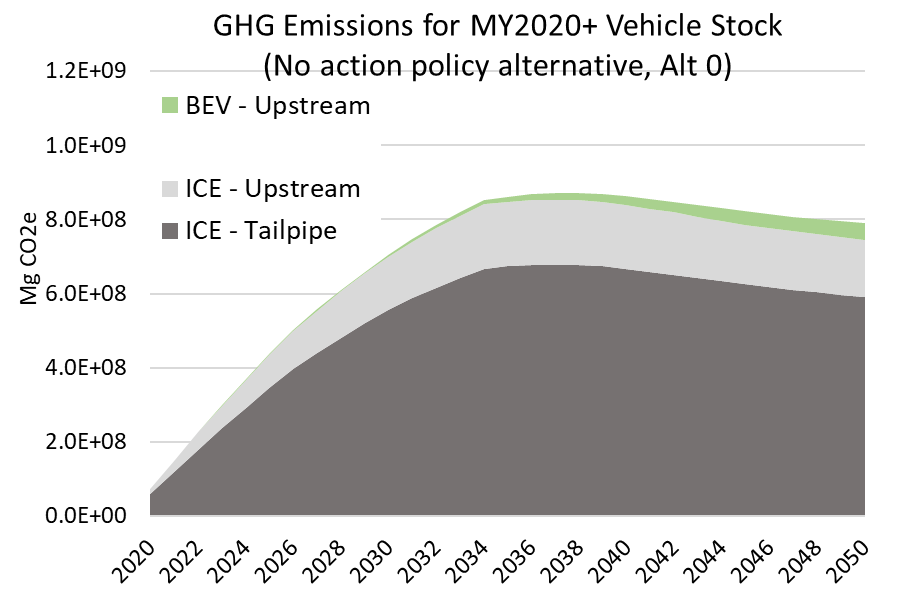 GHG Emissions for MY2020+ Vehicle Stock
(No action policy alternative, Alt 0)
1.2E+09
BEV - Upstream
1.0E+09
ICE - Upstream
8.0E+08
ICE - Tailpipe
Mg CO2e
6.0E+08
4.0E+08
2.0E+08
0.0E+00
2020 2022 2024 2026 2028 2030 2032 2034 2036 2038 2040 2042 2044 2046 2048 2050